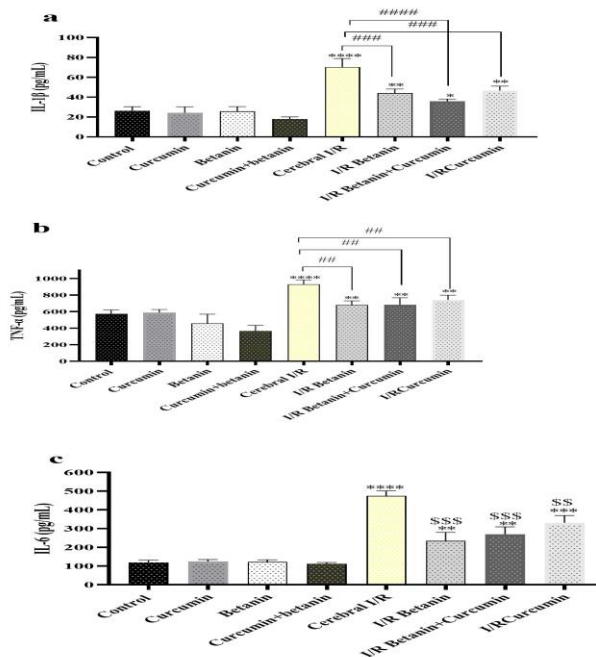 a
####
###
###
****
**
*
**
IL-1β (pg/mL)
100
80
60
40
20
0
Control
Curcumin
Betanin
Curcumin+betanin
Cerebral I/R
I/R Betanin
I/R Betanin+Curcumin
I/RCurcumin
b
##
##
##
****
**
**
**
TNF-α (pg/mL)
1000
800
600
400
200
0
Control
Curcumin
Betanin
Curcumin+betanin
Cerebral I/R
I/R Betanin
I/R Betanin+Curcumin
I/RCurcumin
c
****
$$$
**
$$$
**
$$
***
IL-6 (pg/mL)
600
500
400
300
200
100
0
Control
Curcumin
Betanin
Curcumin+betanin
Cerebral I/R
I/R Betanin
I/R Betanin+Curcumin
I/RCurcumin